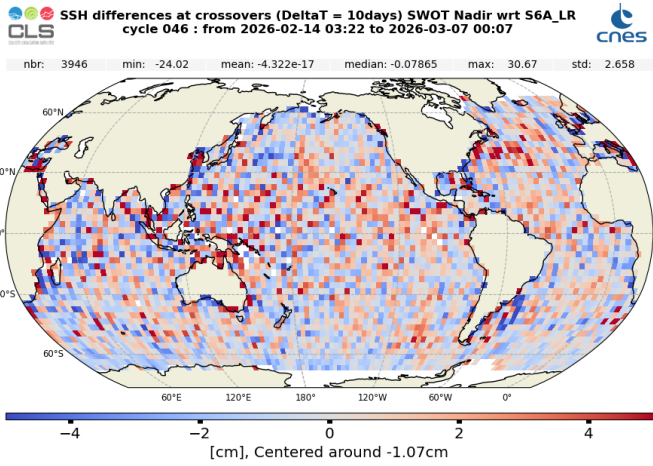 SSH differences at crossovers (DeltaT = 10days) SWOT Nadir wrt S6A_LR
cycle 046 : from 2026-02-14 03:22 to 2026-03-07 00:07
CLS
cnes
nbr: 3946 min: -24.02 mean: -4.322e-17 median: -0.07865 max: 30.67 std: 2.658
60°N
0°N
0°
0°S
60°S
60°E 120°E 180° 120°W 60°W 0°
−4 −2 0 2 4
[cm], Centered around -1.07cm